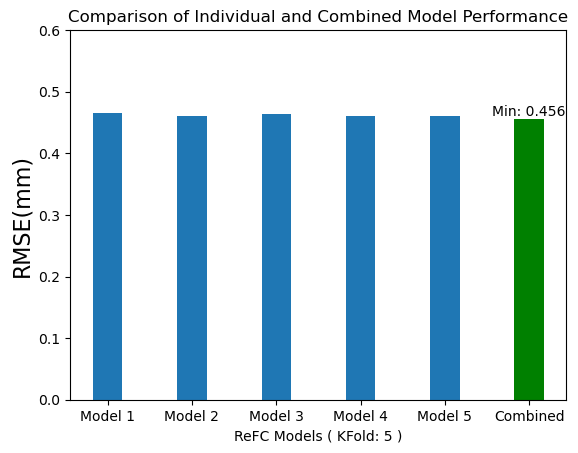 Comparison of Individual and Combined Model Performance
0.6
0.5
0.4
0.3
0.2
0.1
0.0
RMSE(mm)
Min: 0.456
Model 1 Model 2 Model 3 Model 4 Model 5 Combined
ReFC Models ( KFold: 5 )